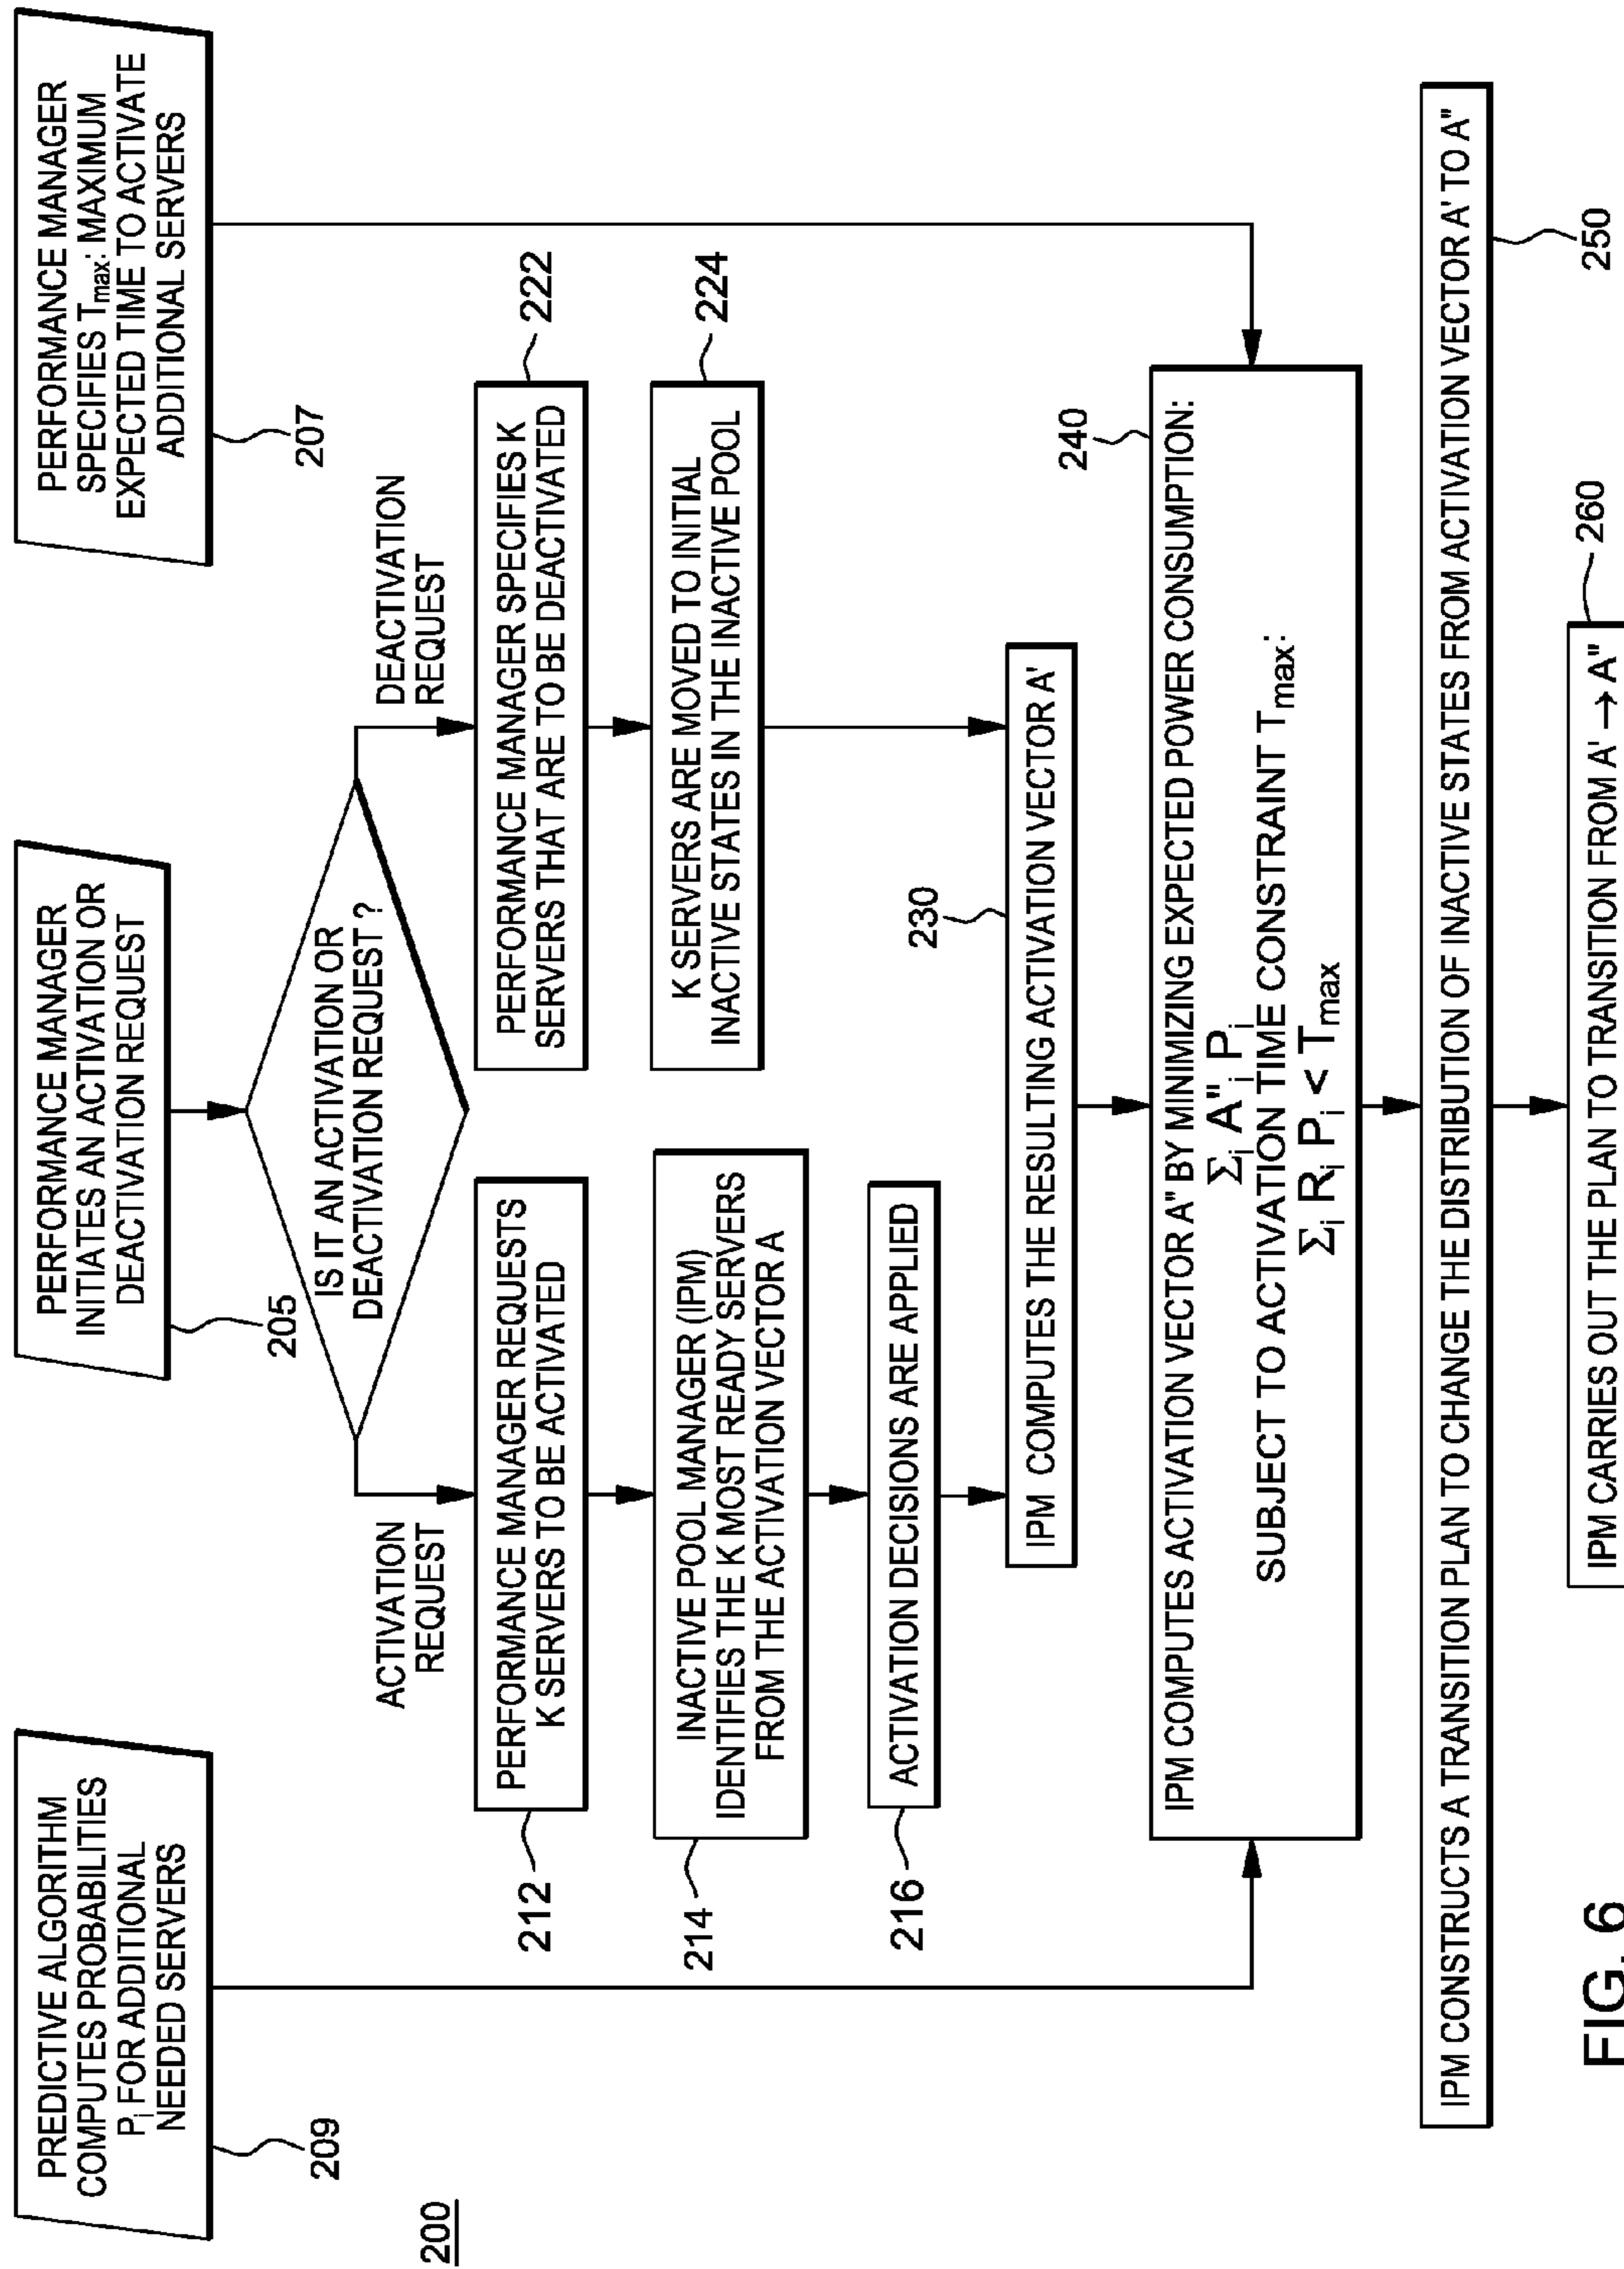 PREDICTIVE ALGORITHM
COMPUTES PROBABILITIES
Pi FOR ADDITIONAL
NEEDED SERVERS
209
PERFORMANCE MANAGER
INITIATES AN ACTIVATION OR
DEACTIVATION REQUEST
205
PERFORMANCE MANAGER
SPECIFIES Tmax: MAXIMUM
EXPECTED TIME TO ACTIVATE
ADDITIONAL SERVERS
207
200
IS IT AN ACTIVATION OR
DEACTIVATION REQUEST ?
ACTIVATION
REQUEST
DEACTIVATION
REQUEST
PERFORMANCE MANAGER REQUESTS
K SERVERS TO BE ACTIVATED
212
INACTIVE POOL MANAGER (IPM)
IDENTIFIES THE K MOST READY SERVERS
FROM THE ACTIVATION VECTOR A
214
ACTIVATION DECISIONS ARE APPLIED
216
PERFORMANCE MANAGER SPECIFIES K
SERVERS THAT ARE TO BE DEACTIVATED
222
K SERVERS ARE MOVED TO INITIAL
INACTIVE STATES IN THE INACTIVE POOL
224
230
IPM COMPUTES THE RESULTING ACTIVATION VECTOR A'
240
IPM COMPUTES ACTIVATION VECTOR A" BY MINIMIZING EXPECTED POWER CONSUMPTION:
Σi A"i Pi
SUBJECT TO ACTIVATION TIME CONSTRAINT Tmax:
Σi Ri Pi < Tmax
IPM CONSTRUCTS A TRANSITION PLAN TO CHANGE THE DISTRIBUTION OF INACTIVE STATES FROM ACTIVATION VECTOR A' TO A"
250
IPM CARRIES OUT THE PLAN TO TRANSITION FROM A' → A"
260
FIG. 6